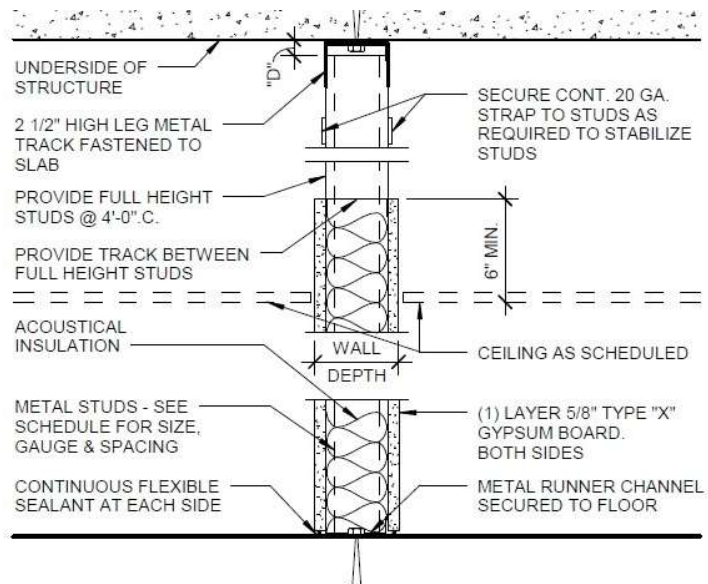 UNDERSIDE OF
STRUCTURE
2 1/2" HIGH LEG METAL
TRACK FASTENED TO
SLAB
PROVIDE FULL HEIGHT
STUDS @ 4'-0".C.
PROVIDE TRACK BETWEEN
FULL HEIGHT STUDS
ACOUSTICAL
INSULATION
METAL STUDS - SEE
SCHEDULE FOR SIZE,
GAUGE & SPACING
CONTINUOUS FLEXIBLE
SEALANT AT EACH SIDE
"D"
WALL
DEPTH
SECURE CONT. 20 GA.
STRAP TO STUDS AS
REQUIRED TO STABILIZE
STUDS
6" MIN.
CEILING AS SCHEDULED
(1) LAYER 5/8" TYPE "X"
GYPSUM BOARD.
BOTH SIDES
METAL RUNNER CHANNEL
SECURED TO FLOOR